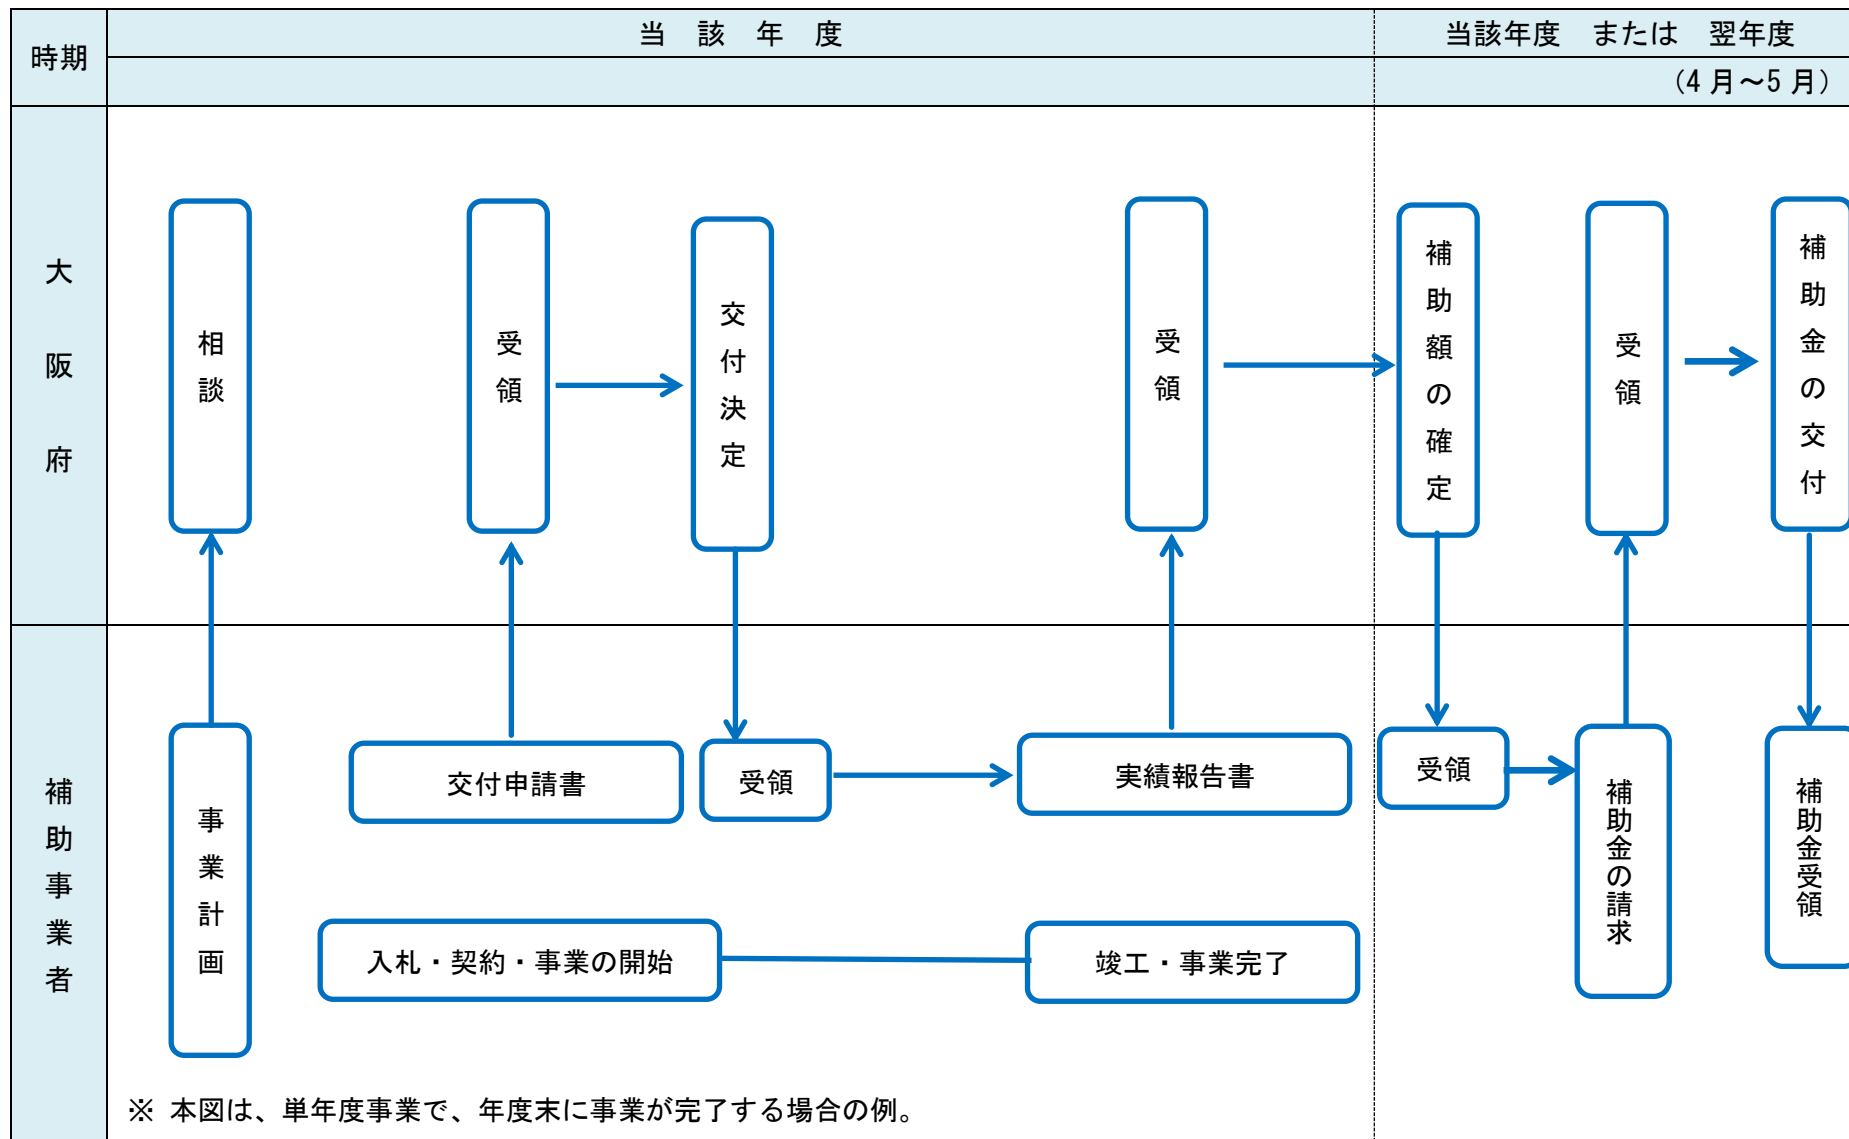 時期
当　該　年　度
当該年度　または　翌年度
（4月～5月）
大阪府
相談
受領
交付決定
受領
補助額の確定
受領
補助金の交付
補助事業者
事業計画
交付申請書
受領
実績報告書
受領
補助金の請求
補助金受領
入札・契約・事業の開始
竣工・事業完了
※ 本図は、単年度事業で、年度末に事業が完了する場合の例。